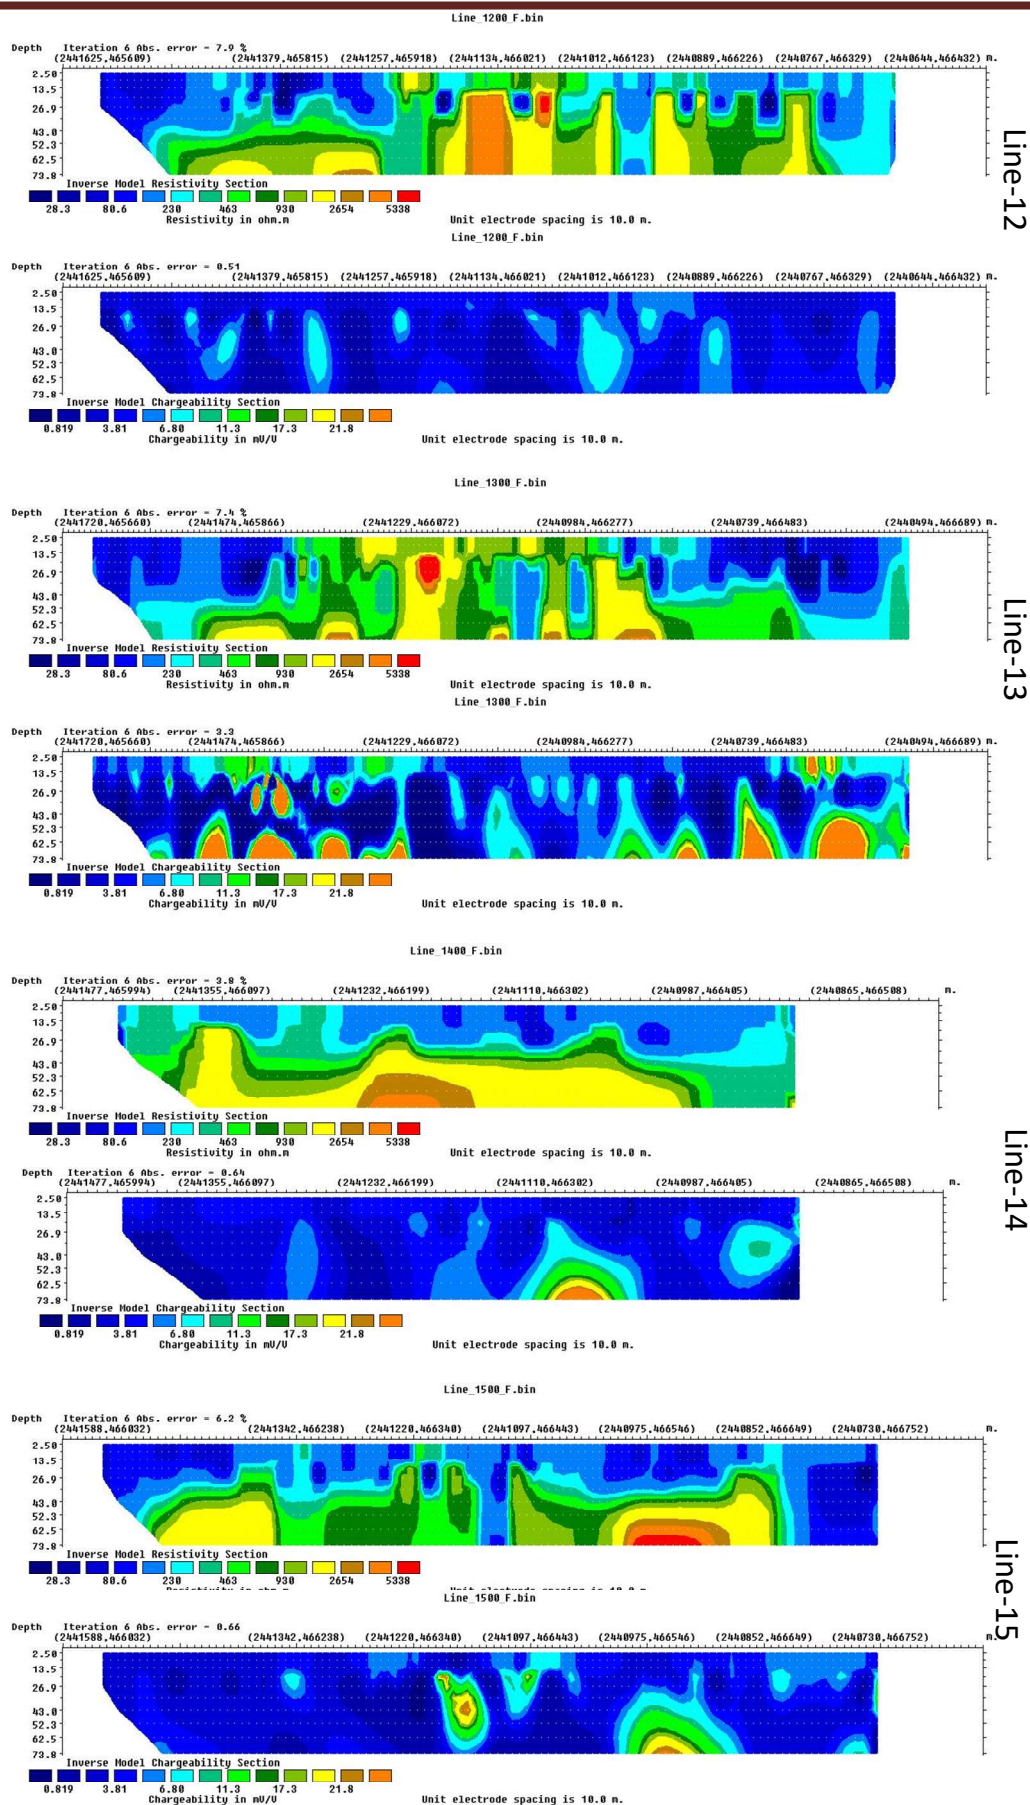 Line_1200_F.bin
Depth Iteration 6 Abs. error = 7.9 %
(2441625,465609) (2441379,465815) (2441257,465918) (2441134,466021) (2441012,466123) (2440889,466226) (2440767,466329) (2440644,466432) m.
2.50
13.5
26.9
43.0
52.3
62.5
73.8
Inverse Model Resistivity Section
28.3 80.6 230 463 930 2654 5338
Resistivity in ohm.m Unit electrode spacing is 10.0 m.
Line-12
Line_1200_F.bin
Depth Iteration 6 Abs. error = 0.51
(2441625,465609) (2441379,465815) (2441257,465918) (2441134,466021) (2441012,466123) (2440889,466226) (2440767,466329) (2440644,466432) m.
2.50
13.5
26.9
43.0
52.3
62.5
73.8
Inverse Model Chargeability Section
0.819 3.81 6.80 11.3 17.3 21.8
Chargeability in mV/V Unit electrode spacing is 10.0 m.
Line_1300_F.bin
Depth Iteration 6 Abs. error = 7.4 %
(2441720,465660) (2441474,465866) (2441229,466072) (2440984,466277) (2440739,466483) (2440494,466689) m.
2.50
13.5
26.9
43.0
52.3
62.5
73.8
Inverse Model Resistivity Section
28.3 80.6 230 463 930 2654 5338
Resistivity in ohm.m Unit electrode spacing is 10.0 m.
Line-13
Line_1300_F.bin
Depth Iteration 6 Abs. error = 3.3
(2441720,465660) (2441474,465866) (2441229,466072) (2440984,466277) (2440739,466483) (2440494,466689) m.
2.50
13.5
26.9
43.0
52.3
62.5
73.8
Inverse Model Chargeability Section
0.819 3.81 6.80 11.3 17.3 21.8
Chargeability in mV/V Unit electrode spacing is 10.0 m.
Line_1400_F.bin
Depth Iteration 6 Abs. error = 3.8 %
(2441477,465994) (2441355,466097) (2441232,466199) (2441110,466302) (2440987,466405) (2440865,466508) m.
2.50
13.5
26.9
43.0
52.3
62.5
73.8
Inverse Model Resistivity Section
28.3 80.6 230 463 930 2654 5338
Resistivity in ohm.m Unit electrode spacing is 10.0 m.
Line-14
Depth Iteration 6 Abs. error = 0.64
(2441477,465994) (2441355,466097) (2441232,466199) (2441110,466302) (2440987,466405) (2440865,466508) m.
2.50
13.5
26.9
43.0
52.3
62.5
73.8
Inverse Model Chargeability Section
0.819 3.81 6.80 11.3 17.3 21.8
Chargeability in mV/V Unit electrode spacing is 10.0 m.
Line_1500_F.bin
Depth Iteration 6 Abs. error = 6.2 %
(2441588,466032) (2441342,466238) (2441220,466340) (2441097,466443) (2440975,466546) (2440852,466649) (2440730,466752) m.
2.50
13.5
26.9
43.0
52.3
62.5
73.8
Inverse Model Resistivity Section
28.3 80.6 230 463 930 2654 5338
Line-15
Line_1500_F.bin
Depth Iteration 6 Abs. error = 0.66
(2441588,466032) (2441342,466238) (2441220,466340) (2441097,466443) (2440975,466546) (2440852,466649) (2440730,466752) m.
2.50
13.5
26.9
43.0
52.3
62.5
73.8
Inverse Model Chargeability Section
0.819 3.81 6.80 11.3 17.3 21.8
Chargeability in mV/V Unit electrode spacing is 10.0 m.